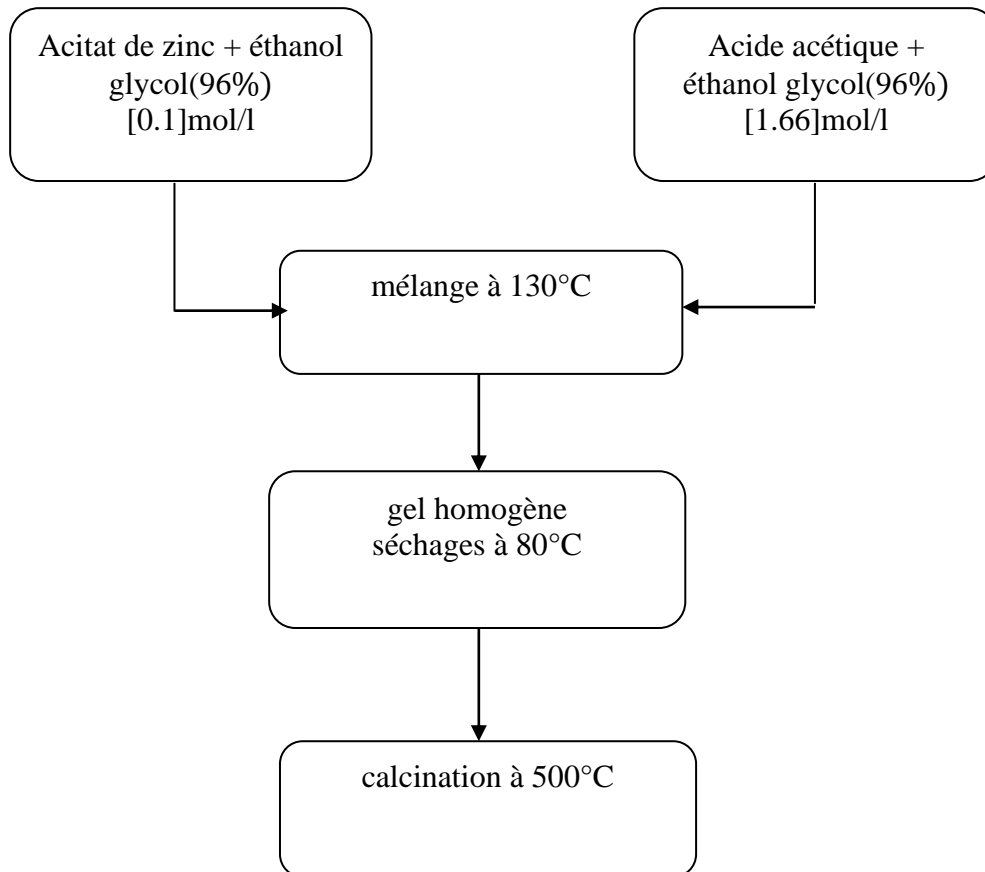 Acitat de zinc + éthanol
glycol(96%)
[0.1]mol/l
Acide acétique +
éthanol glycol(96%)
[1.66]mol/l
mélange à 130°C
gel homogène
séchages à 80°C
calcination à 500°C